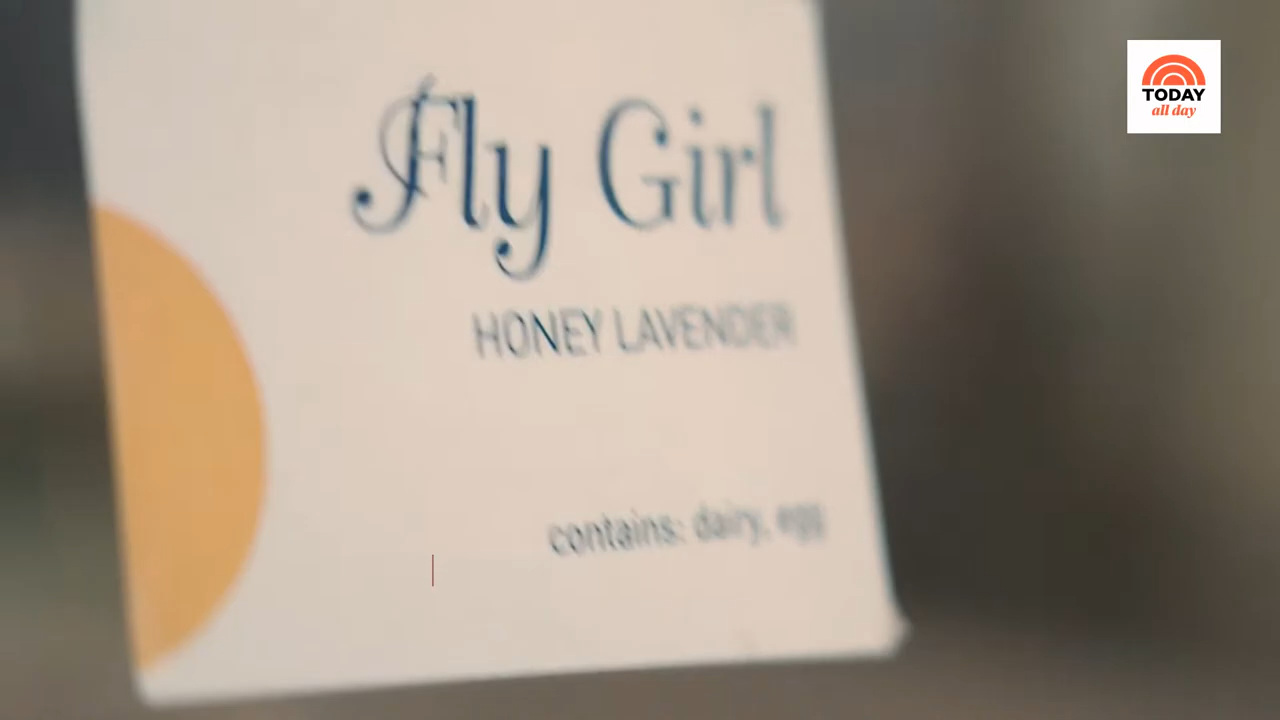 Fly Girl
HONEY LAVENDER
contains: dairy, egg
TODAY
all day